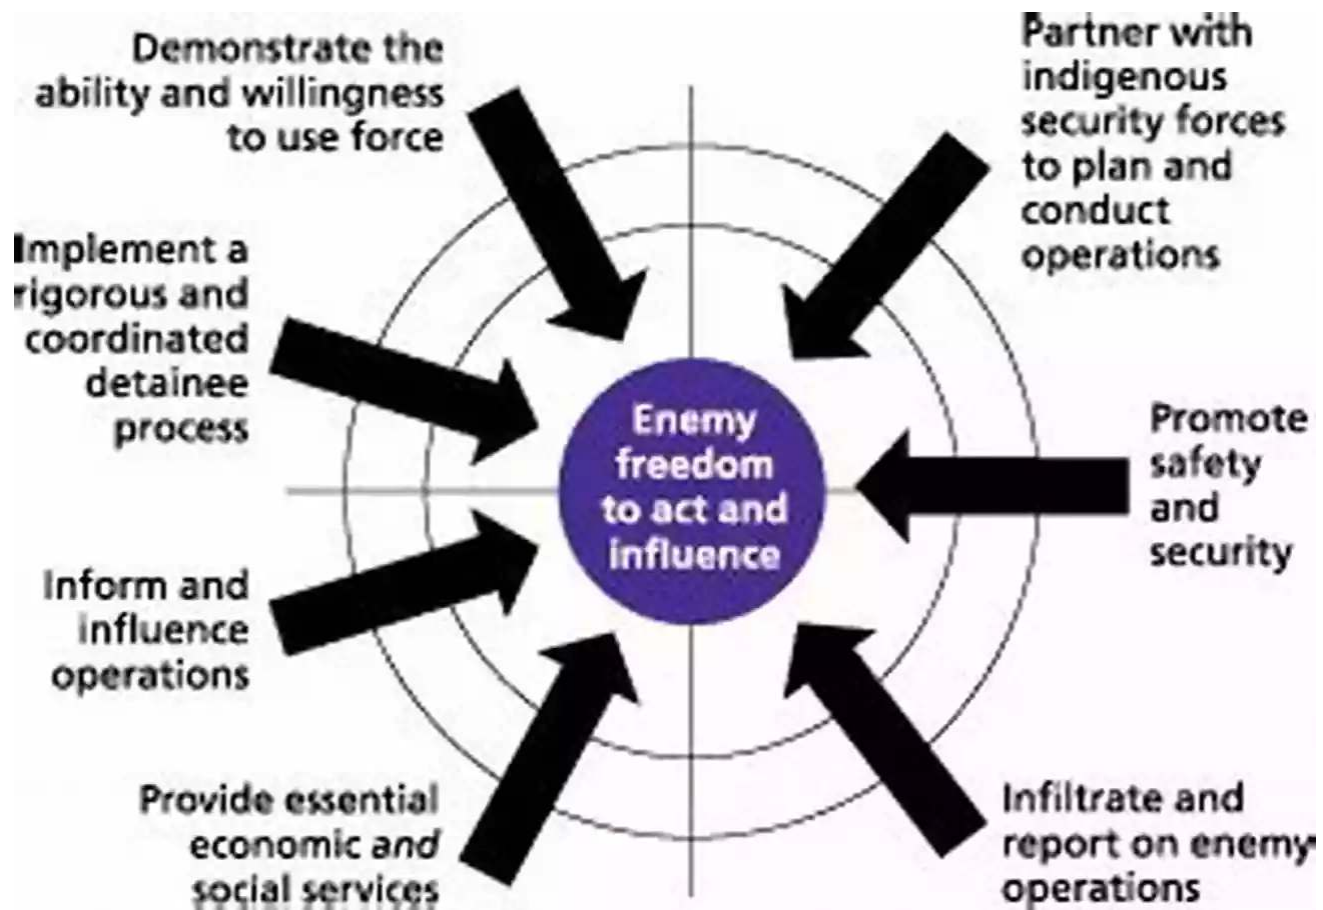 Demonstrate the
ability and willingness
to use force
Partner with
indigenous
security forces
to plan and
conduct
operations
Implement a
rigorous and
coordinated
detainee
process
Enemy
freedom
to act and
influence
Promote
safety
and
security
Inform and
influence
operations
Provide essential
economic and
social services
Infiltrate and
report on enemy
operations